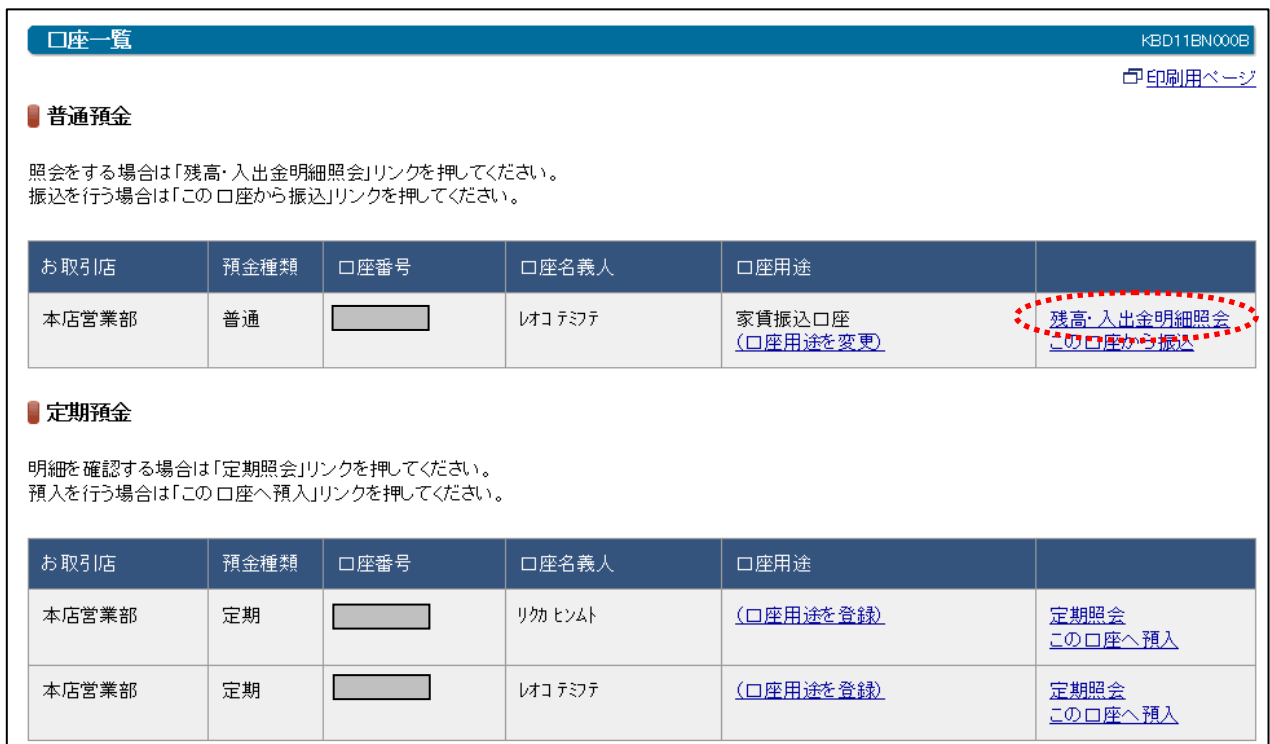 口座一覧 KBD11BN000B
印刷用ページ
普通預金
照会をする場合は「残高・入出金明細照会」リンクを押してください。
振込を行う場合は「この口座から振込」リンクを押してください。
お取引店 預金種類 口座番号 口座名義人 口座用途
本店営業部 普通 ﾚｵｺ ﾃﾐﾌﾃ 家賃振込口座 残高・入出金明細照会
(口座用途を変更) この口座から振込
定期預金
明細を確認する場合は「定期照会」リンクを押してください。
預入を行う場合は「この口座へ預入」リンクを押してください。
お取引店 預金種類 口座番号 口座名義人 口座用途
本店営業部 定期 ﾘｸｶ ﾋﾝﾑﾄ (口座用途を登録) 定期照会
この口座へ預入
本店営業部 定期 ﾚｵｺ ﾃﾐﾌﾃ (口座用途を登録) 定期照会
この口座へ預入